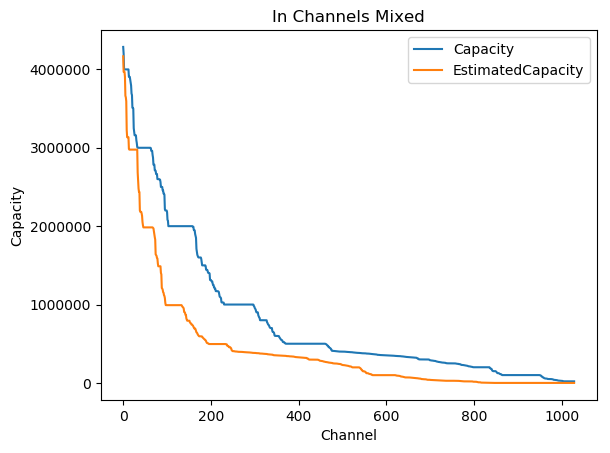 In Channels Mixed
Capacity
EstimatedCapacity
4000000
3000000
2000000
1000000
0
Capacity
0
200
400
600
800
1000
Channel